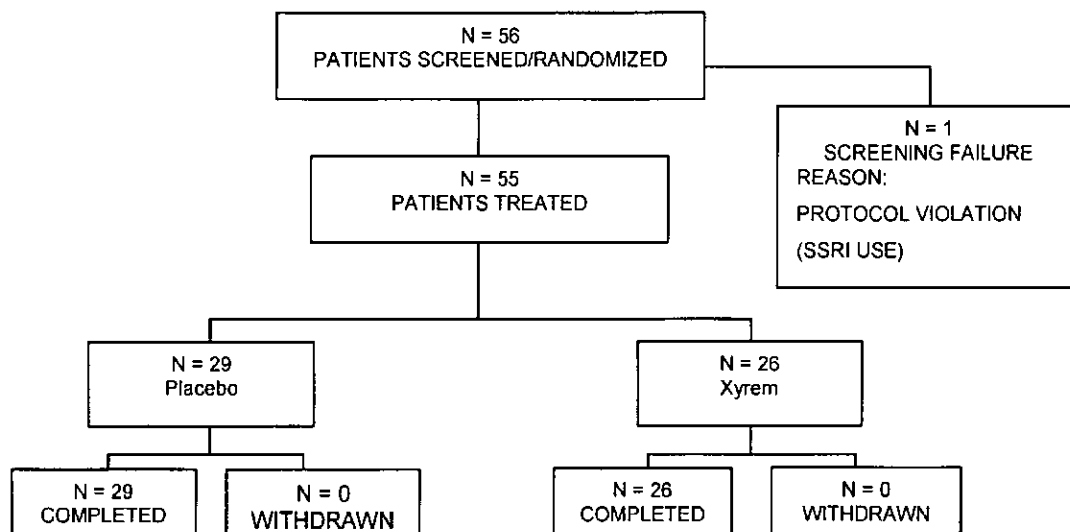 N = 56
PATIENTS SCREENED/RANDOMIZED
N = 1
SCREENING FAILURE
REASON:
PROTOCOL VIOLATION
(SSRI USE)
N = 55
PATIENTS TREATED
N = 29
Placebo
N = 26
Xyrem
N = 29
COMPLETED
N = 0
WITHDRAWN
N = 26
COMPLETED
N = 0
WITHDRAWN